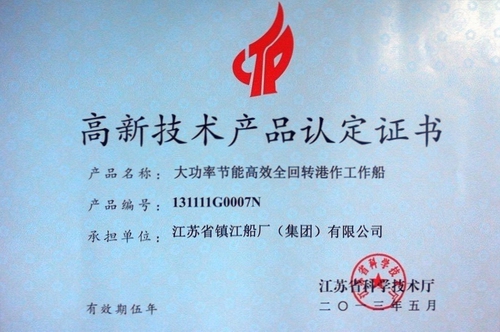 高新技术产品认定证书
产品名称： 大功率节能高效全回转港作工作船
产品编号： 131111G0007N
承担单位： 江苏省镇江船厂（集团）有限公司
江苏省科学技术厅
有效期伍年
二〇一三年五月